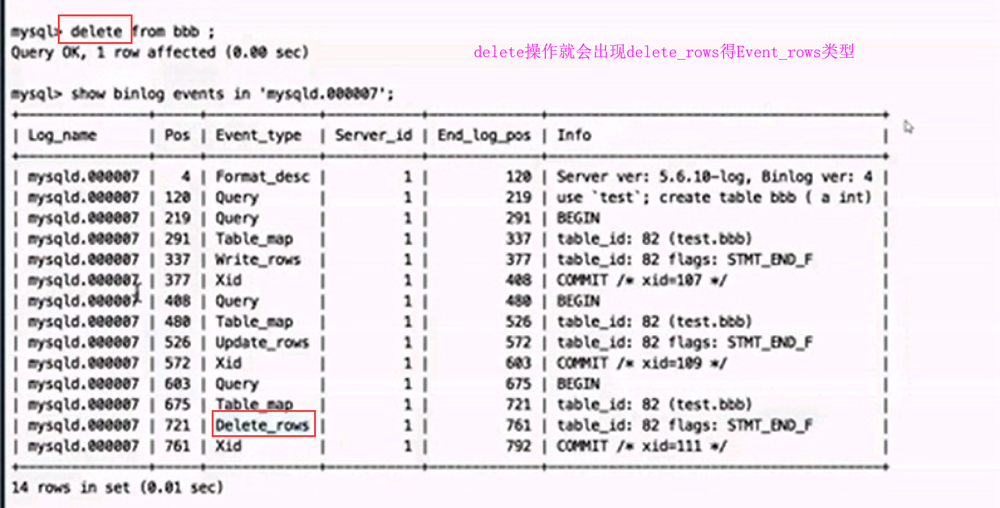 mysql> delete from bbb ;
Query OK, 1 row affected (0.00 sec)
delete操作就会出现delete_rows得Event_rows类型
mysql> show binlog events in 'mysqld.000007';
| Log_name | Pos | Event_type | Server_id | End_log_pos | Info |
| mysqld.000007 | 4 | Format_desc | 1 | 120 | Server ver: 5.6.10-log, Binlog ver: 4 |
| mysqld.000007 | 120 | Query | 1 | 219 | use `test`; create table bbb ( a int) |
| mysqld.000007 | 219 | Query | 1 | 291 | BEGIN |
| mysqld.000007 | 291 | Table_map | 1 | 337 | table_id: 82 (test.bbb) |
| mysqld.000007 | 337 | Write_rows | 1 | 377 | table_id: 82 flags: STMT_END_F |
| mysqld.000007 | 377 | Xid | 1 | 408 | COMMIT /* xid=107 */ |
| mysqld.000007 | 408 | Query | 1 | 480 | BEGIN |
| mysqld.000007 | 480 | Table_map | 1 | 526 | table_id: 82 (test.bbb) |
| mysqld.000007 | 526 | Update_rows | 1 | 572 | table_id: 82 flags: STMT_END_F |
| mysqld.000007 | 572 | Xid | 1 | 603 | COMMIT /* xid=109 */ |
| mysqld.000007 | 603 | Query | 1 | 675 | BEGIN |
| mysqld.000007 | 675 | Table_map | 1 | 721 | table_id: 82 (test.bbb) |
| mysqld.000007 | 721 | Delete_rows | 1 | 761 | table_id: 82 flags: STMT_END_F |
| mysqld.000007 | 761 | Xid | 1 | 792 | COMMIT /* xid=111 */ |
14 rows in set (0.01 sec)